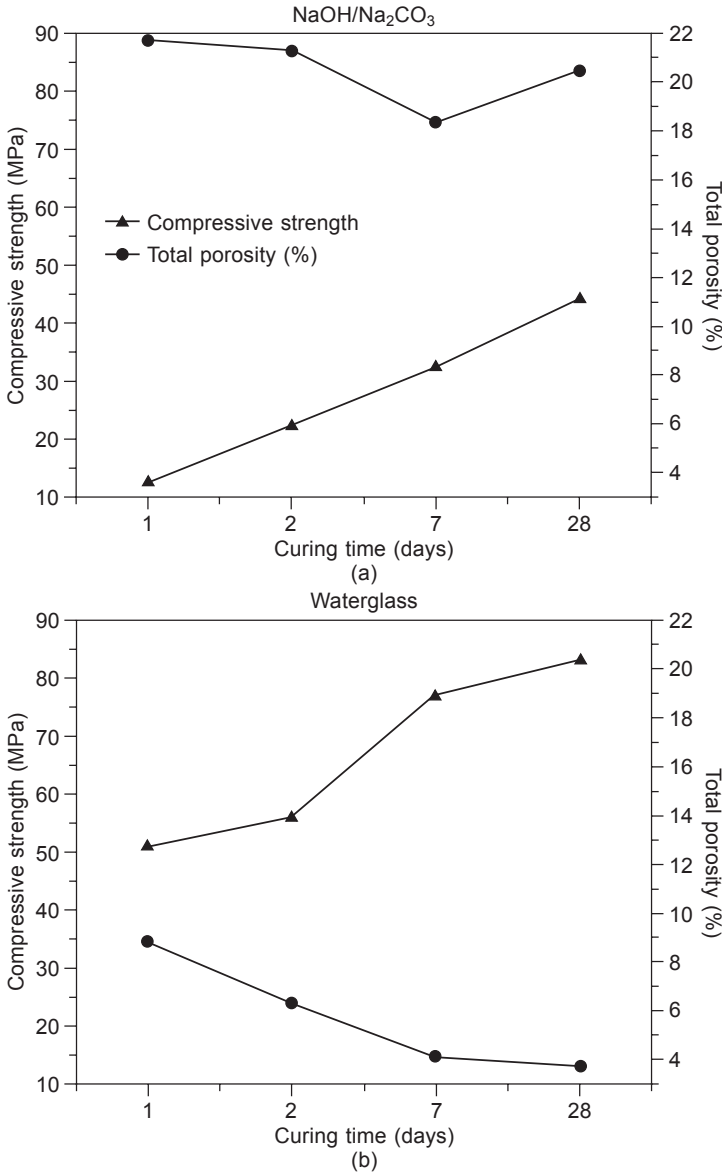 NaOH/Na₂CO₃
90
80
70
60
50
40
30
20
10
Compressive strength (MPa)
22
20
18
16
14
12
10
8
6
4
Total porosity (%)
Compressive strength
Total porosity (%)
1 2 7 28
Curing time (days)
(a)
Waterglass
90
80
70
60
50
40
30
20
10
Compressive strength (MPa)
22
20
18
16
14
12
10
8
6
4
Total porosity (%)
1 2 7 28
Curing time (days)
(b)